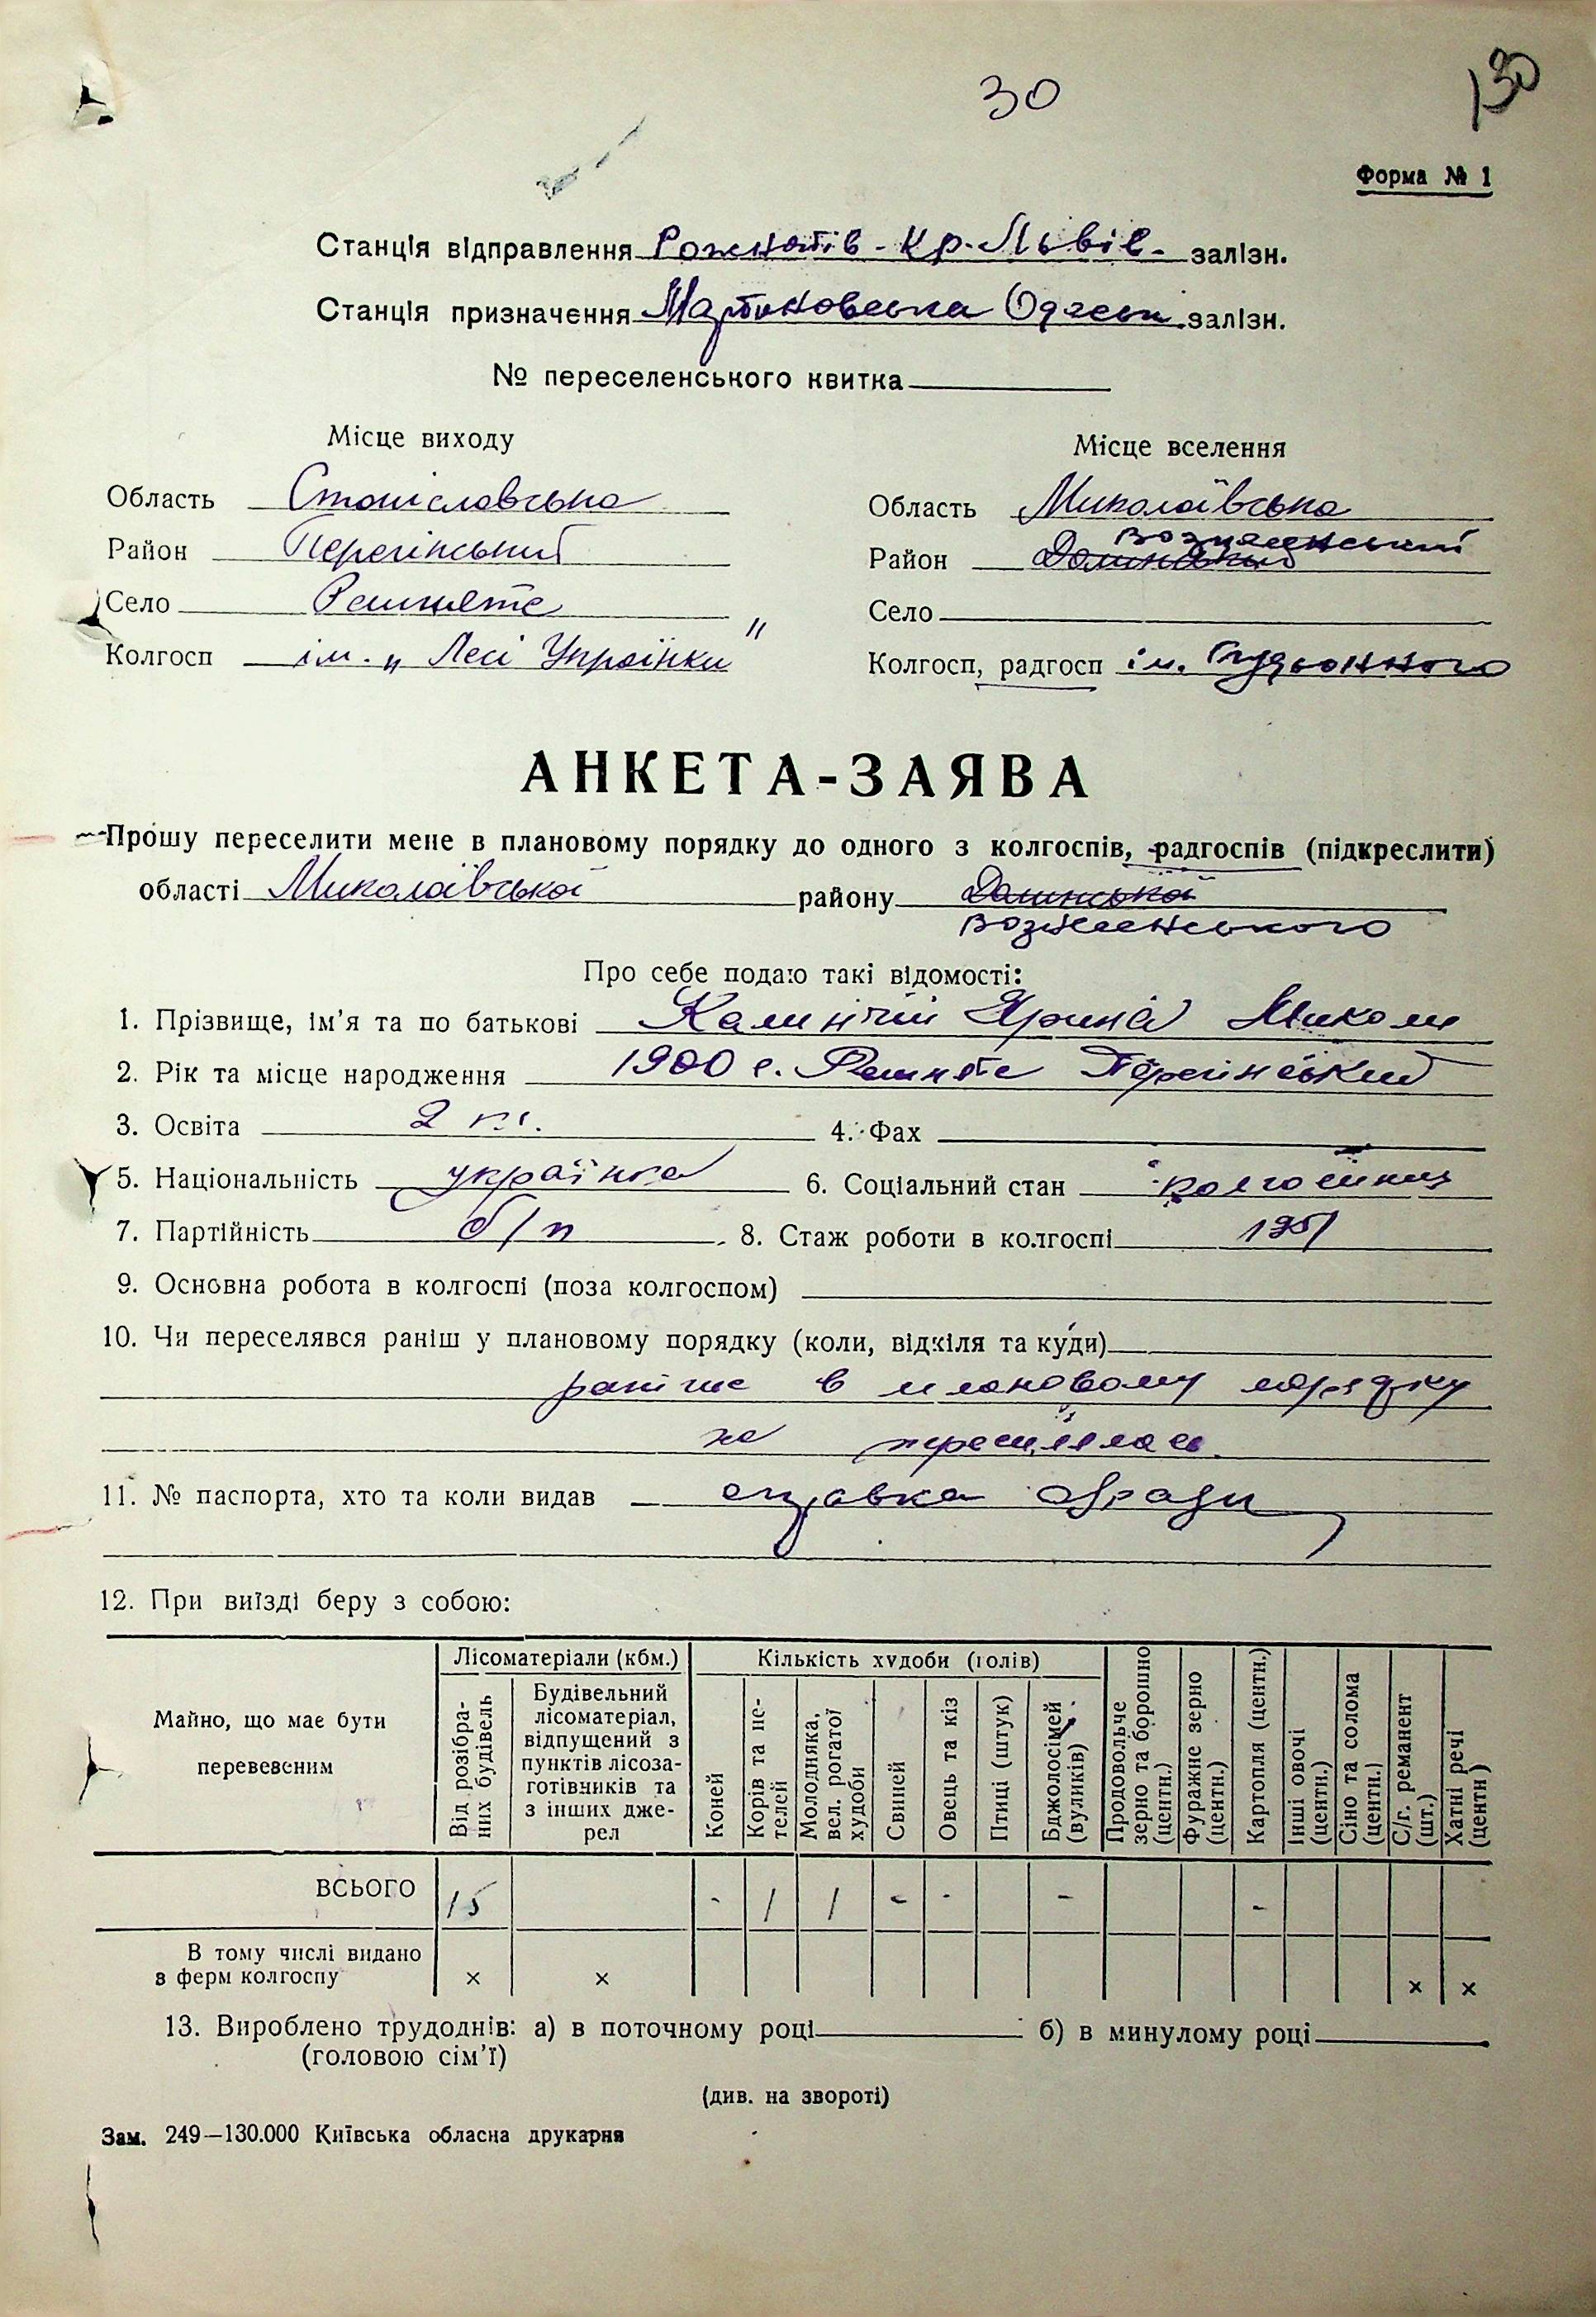 30
130
Форма № 1
Станція відправлення Рожнятів-Кр. Львів- залізн.
Станція призначення Мартиновська Одеськ. залізн.
№ переселенського квитка
Місце виходу
Місце вселення
Область Станіславська
Область Миколаївська
Район Перегінський
Район Вознесенський
Село
Село
Колгосп ім. „Лесі Українки"
Колгосп, радгосп ім. Будьонного
АНКЕТА-ЗАЯВА
Прошу переселити мене в плановому порядку до одного з колгоспів, радгоспів (підкреслити)
області Миколаївської району
Вознесенського
Про себе подаю такі відомості:
1. Прізвище, ім'я та по батькові Калиній Ярина Миколи
2. Рік та місце народження 1900 р. Перегінський
3. Освіта 2 кл. 4. Фах
5. Національність українка 6. Соціальний стан колгоспниця
7. Партійність б/п 8. Стаж роботи в колгоспі 1951
9. Основна робота в колгоспі (поза колгоспом)
10. Чи переселявся раніш у плановому порядку (коли, відкіля та куди)
раніше в плановому порядку
не переселялась
11. № паспорта, хто та коли видав справка
12. При виїзді беру з собою:
Майно, що має бути перевезеним
Лісоматеріали (кбм.)
Від розібраних будівель
Будівельний лісоматеріал, відпущений з пунктів лісозаготівників та з інших джерел
Кількість худоби (голів)
Коней
Корів та нетелей
Молодняка, вел. рогатої худоби
Свиней
Овець та кіз
Птиці (штук)
Бджолосімей (вуликів)
Продовольче зерно та борошно (центн.)
Фуражне зерно (центн.)
Картопля (центн.)
Інші овочі (центн.)
Сіно та солома (центн.)
С/г. реманент (шт.)
Хатні речі (центн)
ВСЬОГО 15 - 1 1 - - - -
В тому числі видано з ферм колгоспу × × × ×
13. Вироблено трудоднів: а) в поточному році б) в минулому році
(головою сім'ї)
(див. на звороті)
Зам. 249—130.000 Київська обласна друкарня